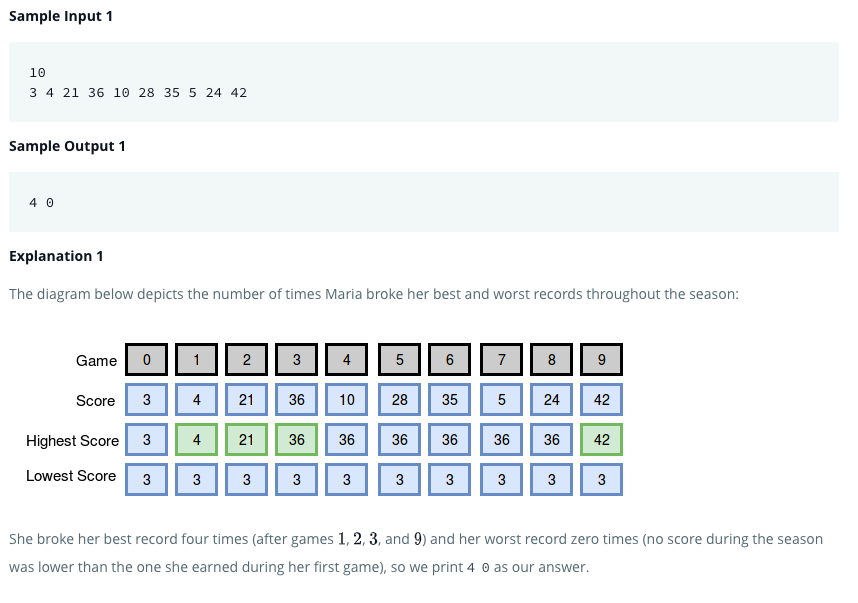 Sample Input 1
10
3 4 21 36 10 28 35 5 24 42
Sample Output 1
4 0
Explanation 1
The diagram below depicts the number of times Maria broke her best and worst records throughout the season:
Game 0 1 2 3 4 5 6 7 8 9
Score 3 4 21 36 10 28 35 5 24 42
Highest Score 3 4 21 36 36 36 36 36 36 42
Lowest Score 3 3 3 3 3 3 3 3 3 3
She broke her best record four times (after games 1, 2, 3, and 9) and her worst record zero times (no score during the season
was lower than the one she earned during her first game), so we print 4 0 as our answer.